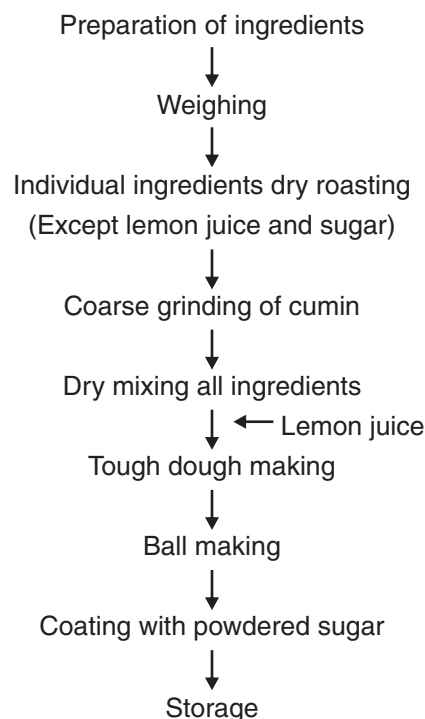 Preparation of ingredients
Weighing
Individual ingredients dry roasting
(Except lemon juice and sugar)
Coarse grinding of cumin
Dry mixing all ingredients
Lemon juice
Tough dough making
Ball making
Coating with powdered sugar
Storage